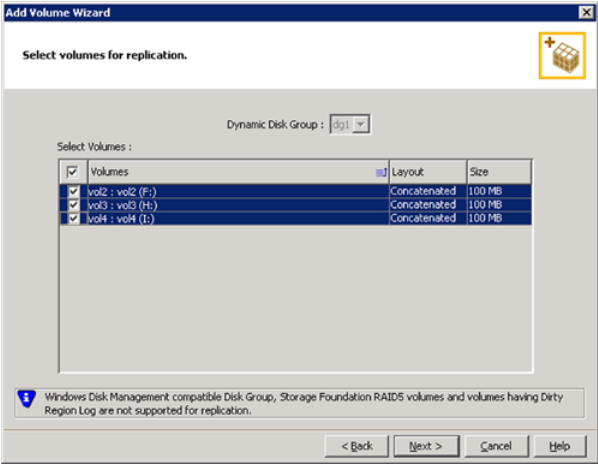 Add Volume Wizard
Select volumes for replication.
Dynamic Disk Group : dg1
Select Volumes :
Volumes Layout Size
vol2 : vol2 (F:) Concatenated 100 MB
vol3 : vol3 (H:) Concatenated 100 MB
vol4 : vol4 (I:) Concatenated 100 MB
Windows Disk Management compatible Disk Group, Storage Foundation RAID5 volumes and volumes having Dirty
Region Log are not supported for replication.
< Back Next > Cancel Help